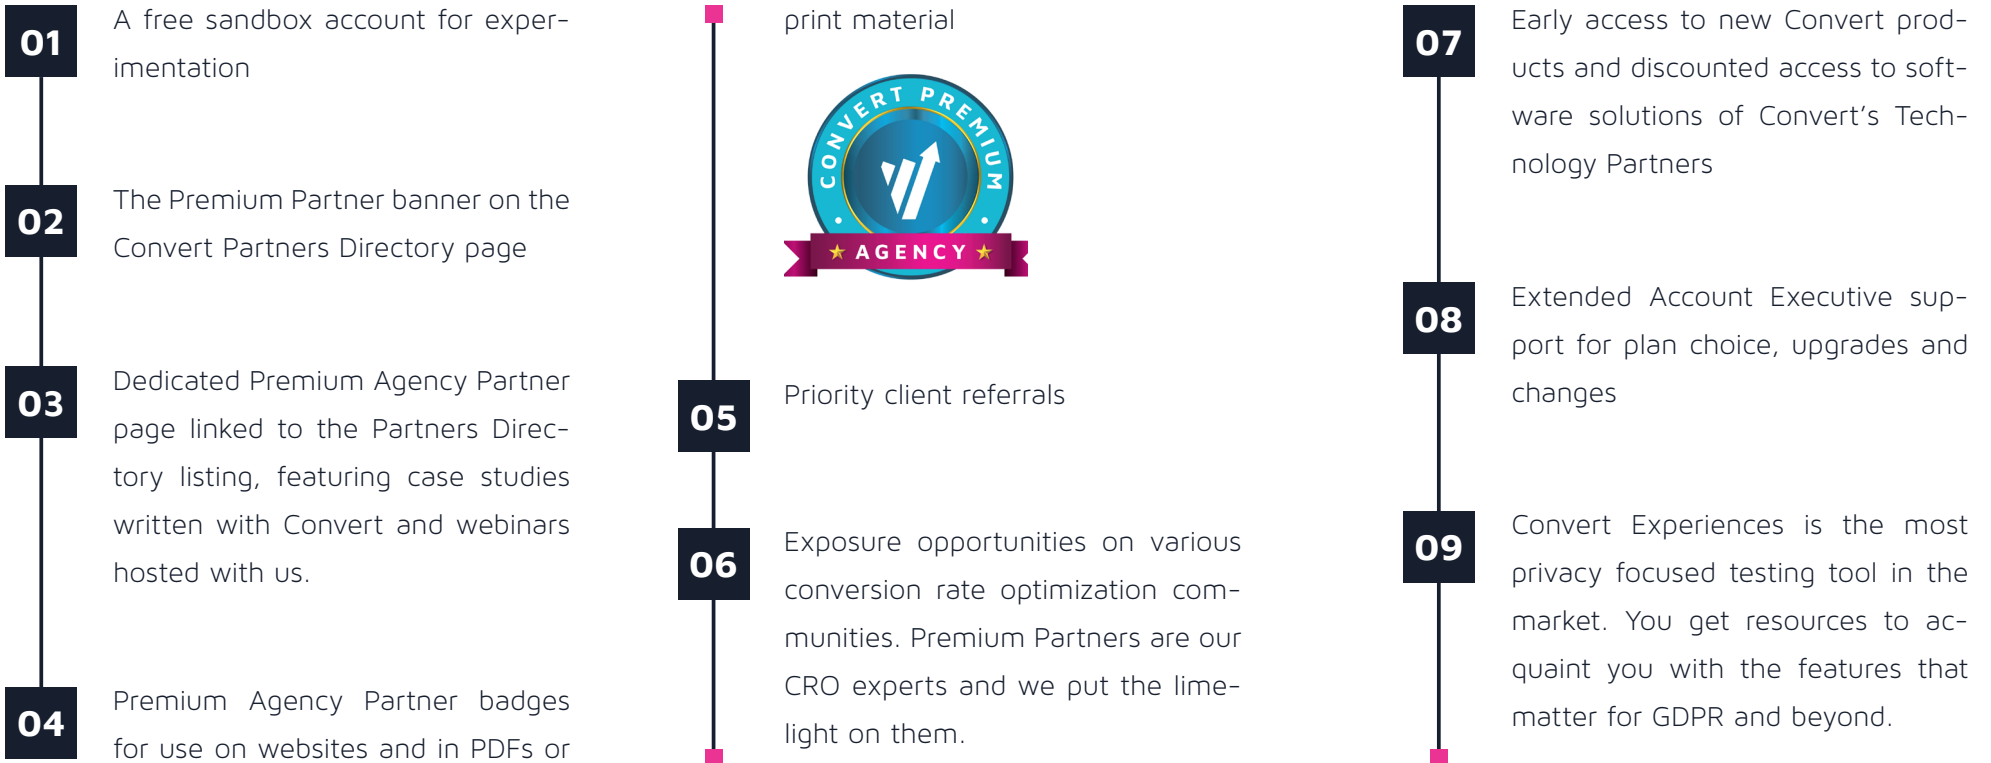 01
A free sandbox account for exper-
imentation
02
The Premium Partner banner on the
Convert Partners Directory page
03
Dedicated Premium Agency Partner
page linked to the Partners Direc-
tory listing, featuring case studies
written with Convert and webinars
hosted with us.
04
Premium Agency Partner badges
for use on websites and in PDFs or
print material
CONVERT PREMIUM
AGENCY
05
Priority client referrals
06
Exposure opportunities on various
conversion rate optimization com-
munities. Premium Partners are our
CRO experts and we put the lime-
light on them.
07
Early access to new Convert prod-
ucts and discounted access to soft-
ware solutions of Convert’s Tech-
nology Partners
08
Extended Account Executive sup-
port for plan choice, upgrades and
changes
09
Convert Experiences is the most
privacy focused testing tool in the
market. You get resources to ac-
quaint you with the features that
matter for GDPR and beyond.